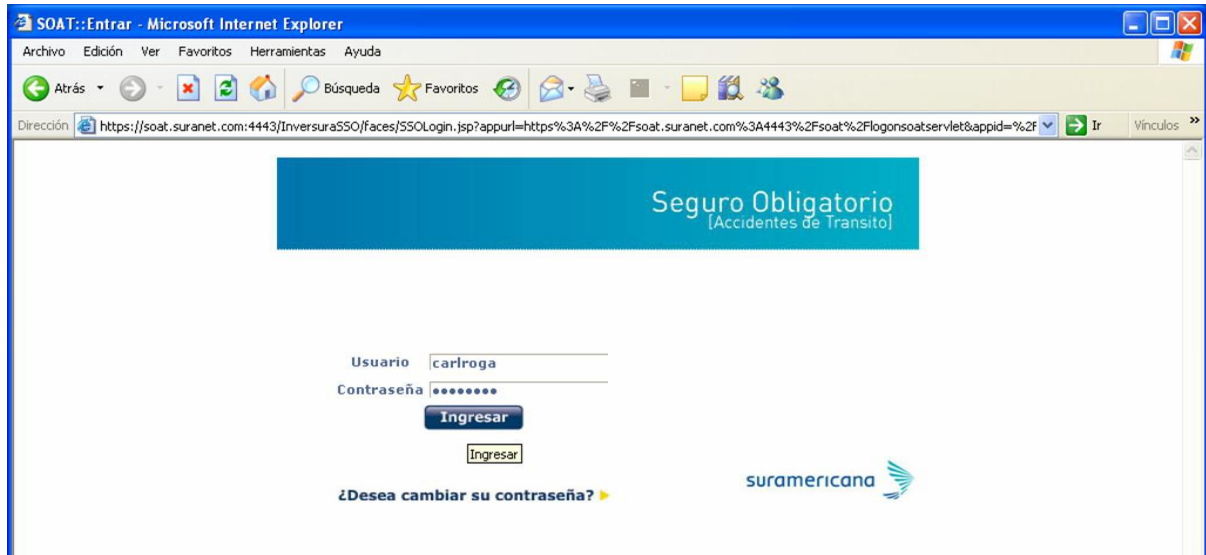 SOAT::Entrar - Microsoft Internet Explorer
Archivo Edición Ver Favoritos Herramientas Ayuda
Atrás Búsqueda Favoritos
Dirección https://soat.suranet.com:4443/InversuraSSO/faces/SSOLogin.jsp?appurl=https%3A%2F%2Fsoat.suranet.com%3A4443%2Fsoat%2Flogonsoatservlet&appid=%2F Ir Vínculos »
Seguro Obligatorio
[Accidentes de Transito]
Usuario carlroga
Contraseña ••••••••
Ingresar
Ingresar
suramericana
¿Desea cambiar su contraseña?